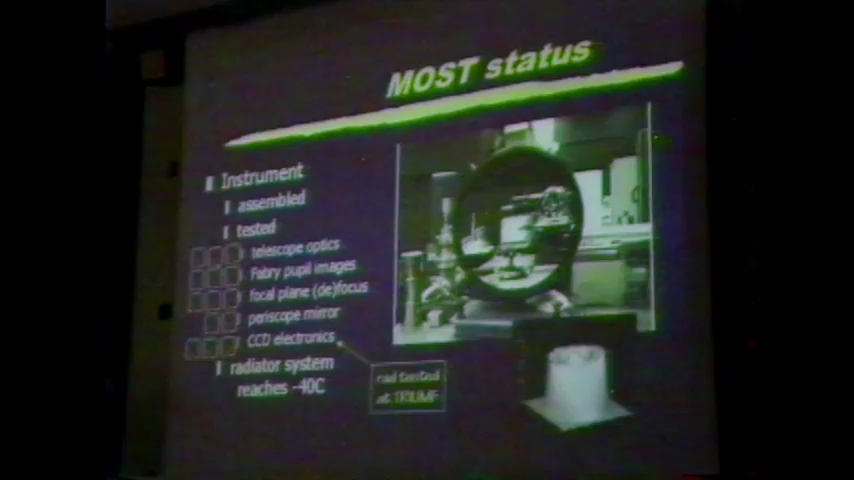 MOST status
Instrument
assembled
tested
telescope optics
Fabry pupil images
focal plane (de)focus
periscope mirror
CCD electronics
radiator system
reaches -40C
rad tested
at TRIUMF